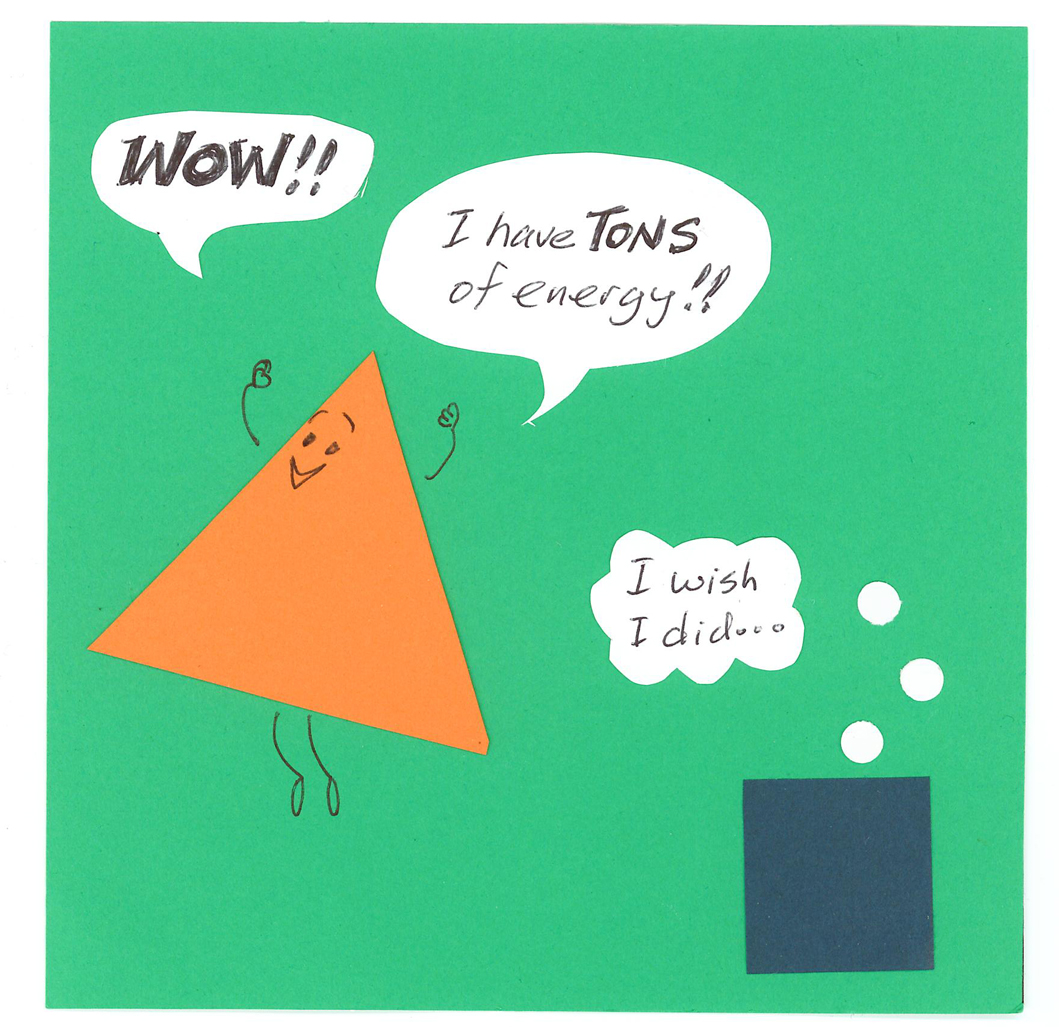 WOW!!
I have TONS
of energy!!
I wish
I did...